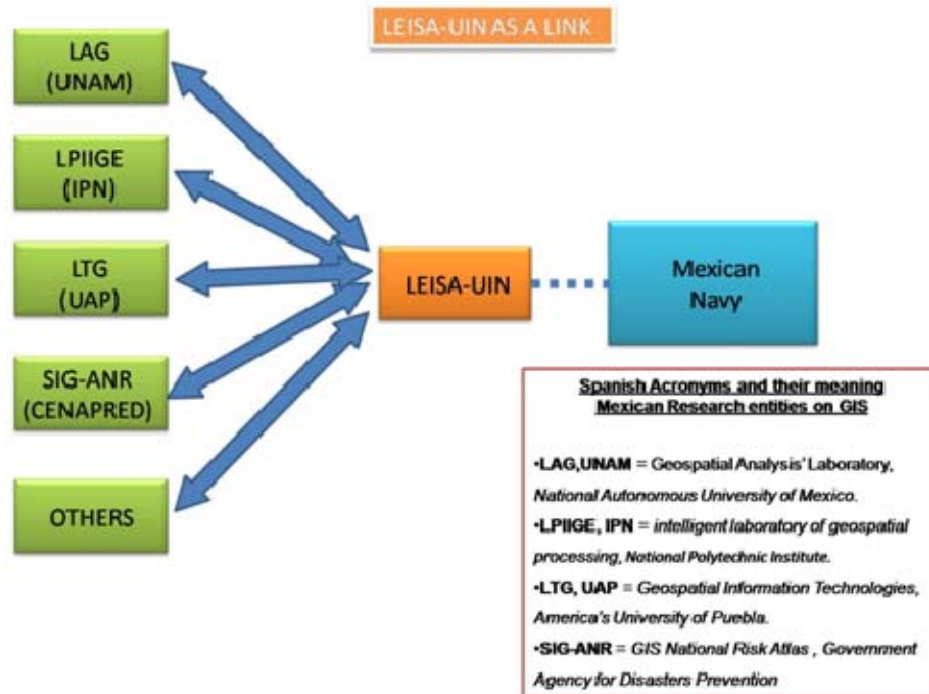 LEISA-UIN AS A LINK
LAG
(UNAM)
LPIIGE
(IPN)
LTG
(UAP)
SIG-ANR
(CENAPRED)
OTHERS
LEISA-UIN
Mexican
Navy
Spanish Acronyms and their meaning
Mexican Research entities on GIS
•LAG,UNAM = Geospatial Analysis' Laboratory,
National Autonomous University of Mexico.
•LPIIGE, IPN = intelligent laboratory of geospatial
processing, National Polytechnic Institute.
•LTG, UAP = Geospatial Information Technologies,
America's University of Puebla.
•SIG-ANR = GIS National Risk Atlas , Government
Agency for Disasters Prevention